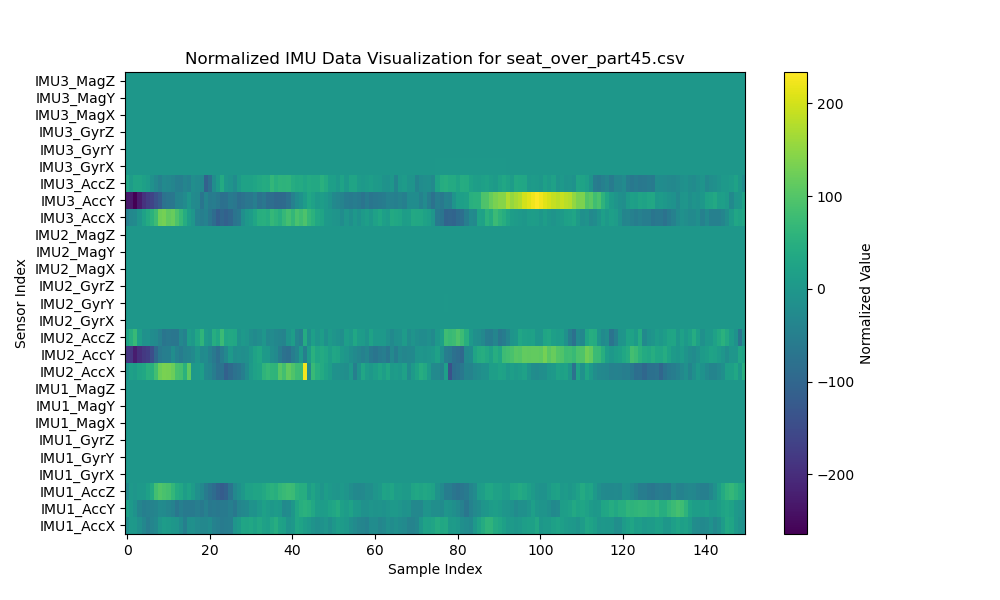 Normalized IMU Data Visualization for seat_over_part45.csv
IMU3_MagZ
IMU3_MagY
IMU3_MagX
IMU3_GyrZ
IMU3_GyrY
IMU3_GyrX
IMU3_AccZ
IMU3_AccY
IMU3_AccX
IMU2_MagZ
IMU2_MagY
IMU2_MagX
IMU2_GyrZ
IMU2_GyrY
IMU2_GyrX
IMU2_AccZ
IMU2_AccY
IMU2_AccX
IMU1_MagZ
IMU1_MagY
IMU1_MagX
IMU1_GyrZ
IMU1_GyrY
IMU1_GyrX
IMU1_AccZ
IMU1_AccY
IMU1_AccX
Sensor Index
0 20 40 60 80 100 120 140
Sample Index
200
100
0
−100
−200
Normalized Value